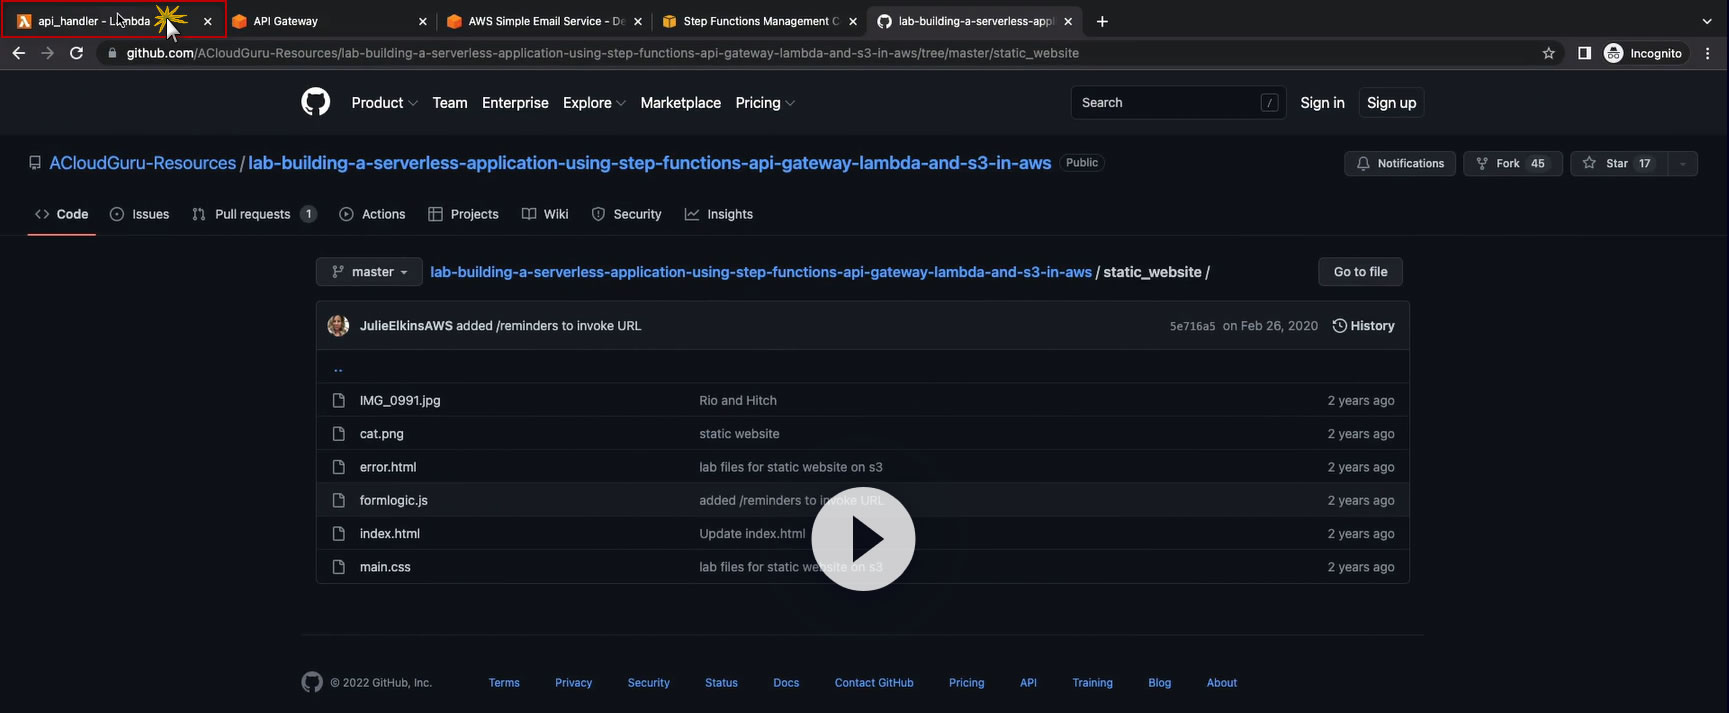 api_handler - Lambda
API Gateway
AWS Simple Email Service - De
Step Functions Management C
lab-building-a-serverless-appl
github.com/ACloudGuru-Resources/lab-building-a-serverless-application-using-step-functions-api-gateway-lambda-and-s3-in-aws/tree/master/static_website
Incognito
Product Team Enterprise Explore Marketplace Pricing
Search /
Sign in Sign up
ACloudGuru-Resources / lab-building-a-serverless-application-using-step-functions-api-gateway-lambda-and-s3-in-aws Public
Notifications Fork 45 Star 17
Code Issues Pull requests 1 Actions Projects Wiki Security Insights
master lab-building-a-serverless-application-using-step-functions-api-gateway-lambda-and-s3-in-aws / static_website / Go to file
JulieElkinsAWS added /reminders to invoke URL 5e716a5 on Feb 26, 2020 History
..
IMG_0991.jpg Rio and Hitch 2 years ago
cat.png static website 2 years ago
error.html lab files for static website on s3 2 years ago
formlogic.js added /reminders to invoke URL 2 years ago
index.html Update index.html 2 years ago
main.css lab files for static website on s3 2 years ago
© 2022 GitHub, Inc. Terms Privacy Security Status Docs Contact GitHub Pricing API Training Blog About